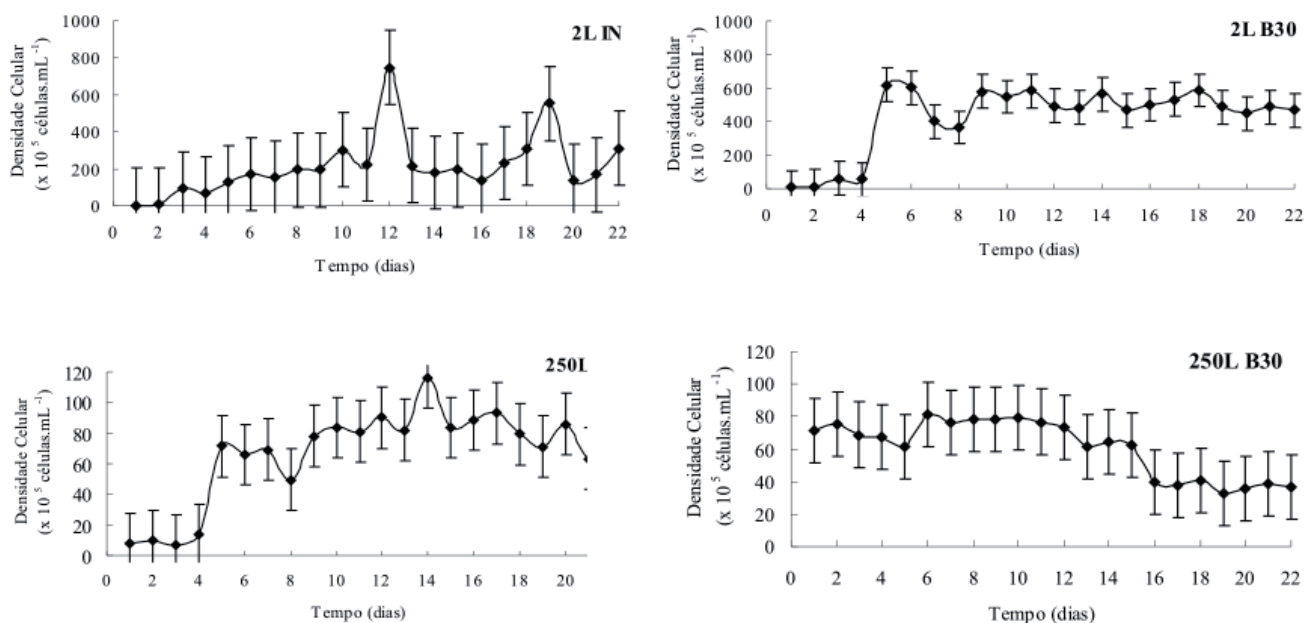 2L IN
Densidade Celular
(x 10 5 células.mL -1)
1000
800
600
400
200
0
0 2 4 6 8 10 12 14 16 18 20 22
Tempo (dias)
2L B30
Densidade Celular
(x 10 5 células.mL -1)
1000
800
600
400
200
0
0 2 4 6 8 10 12 14 16 18 20 22
Tempo (dias)
250L
Densidade Celular
(x 10 5 células.mL -1)
120
100
80
60
40
20
0
0 2 4 6 8 10 12 14 16 18 20
Tempo (dias)
250L B30
Densidade Celular
(x 10 5 células.mL -1)
120
100
80
60
40
20
0
0 2 4 6 8 10 12 14 16 18 20 22
Tempo (dias)